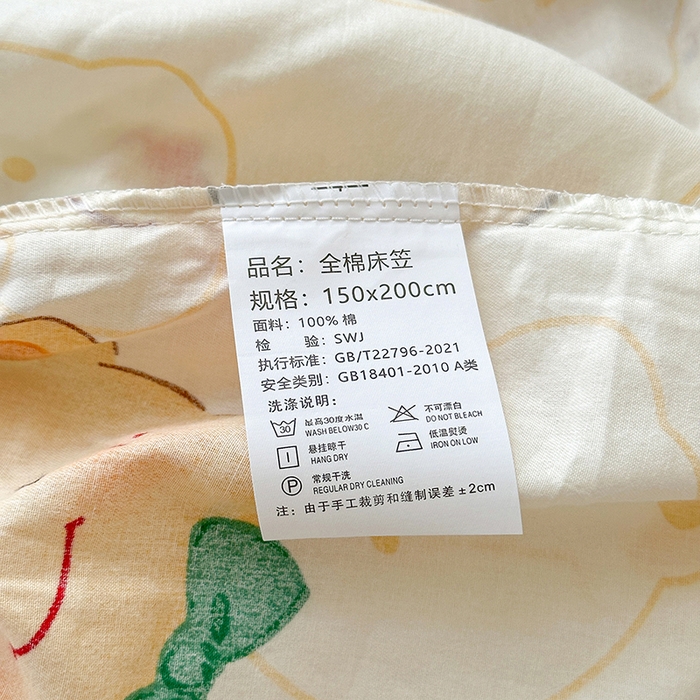 品名：全棉床笠
规格：150x200cm
面料：100% 棉
检 验：SWJ
执行标准：GB/T22796-2021
安全类别：GB18401-2010 A类
洗涤说明：
30 最高30度水温 不可漂白
WASH BELOW30 C DO NOT BLEACH
悬挂晾干 低温熨烫
HANG DRY IRON ON LOW
P 常规干洗
REGULAR DRY CLEANING
注：由于手工裁剪和缝制误差±2cm